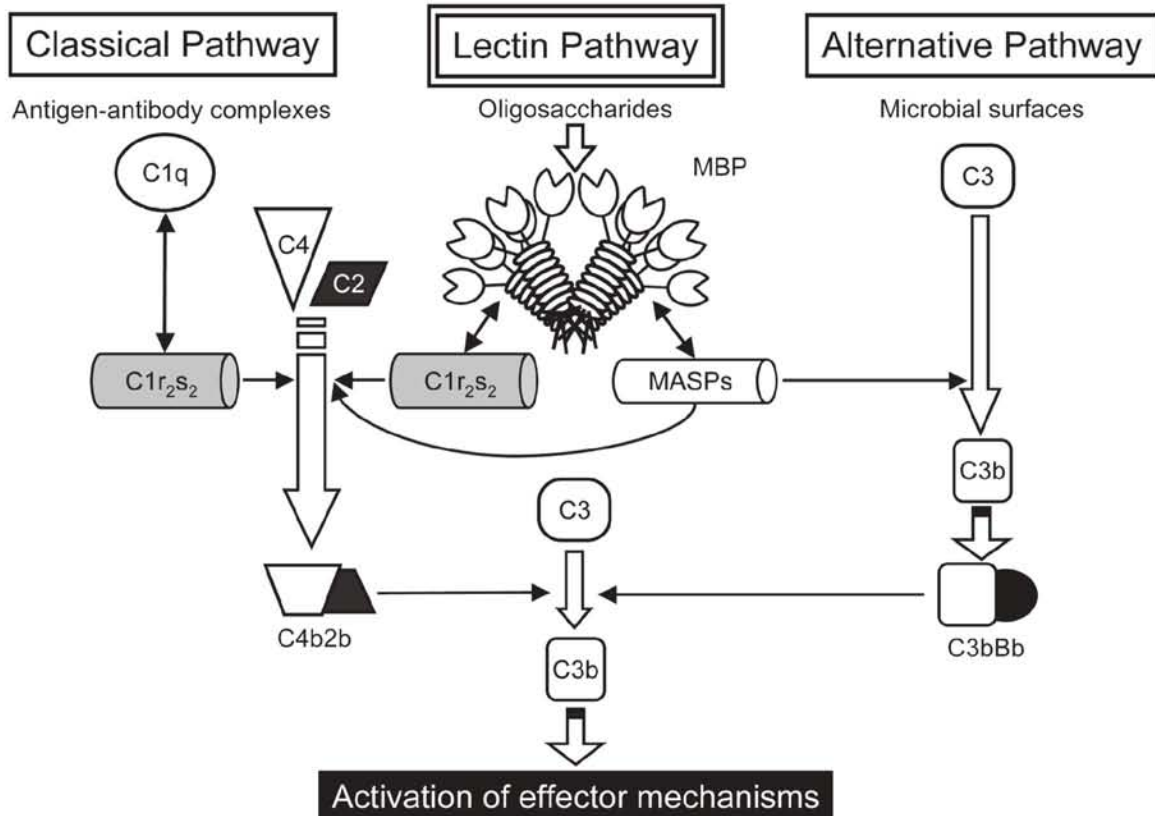 Classical Pathway
Lectin Pathway
Alternative Pathway
Antigen-antibody complexes
Oligosaccharides
Microbial surfaces
C1q
MBP
C3
C4
C2
C1r₂s₂
C1r₂s₂
MASPs
C3b
C3
C4b2b
C3bBb
C3b
Activation of effector mechanisms